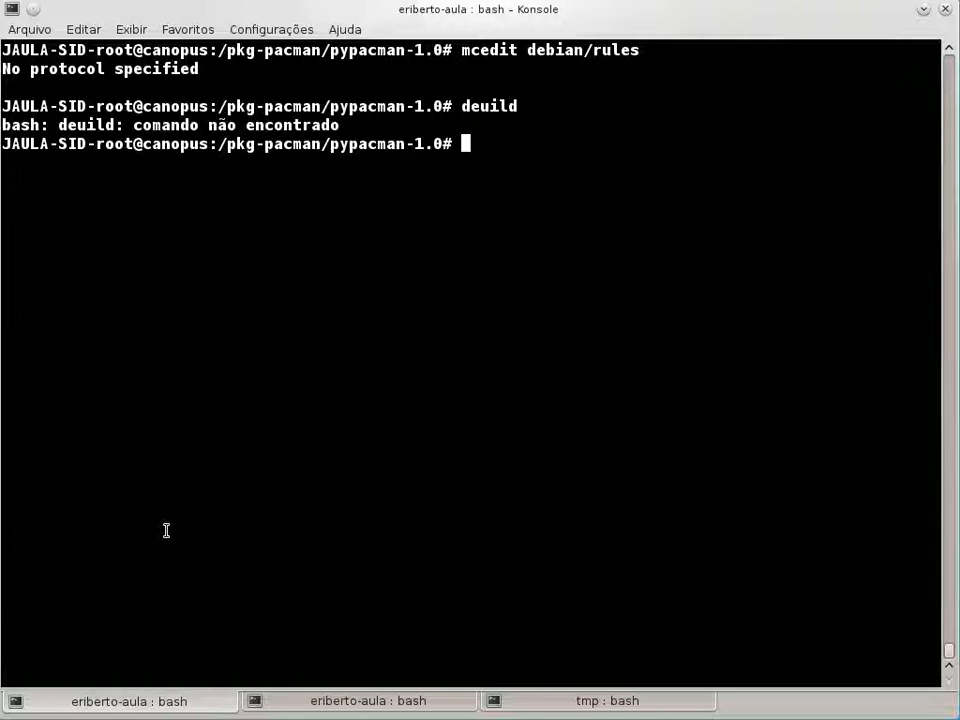 eriberto-aula : bash – Konsole
Arquivo Editar Exibir Favoritos Configurações Ajuda
JAULA-SID-root@canopus:/pkg-pacman/pypacman-1.0# mcedit debian/rules
No protocol specified
JAULA-SID-root@canopus:/pkg-pacman/pypacman-1.0# deuild
bash: deuild: comando não encontrado
JAULA-SID-root@canopus:/pkg-pacman/pypacman-1.0#
eriberto-aula : bash eriberto-aula : bash tmp : bash